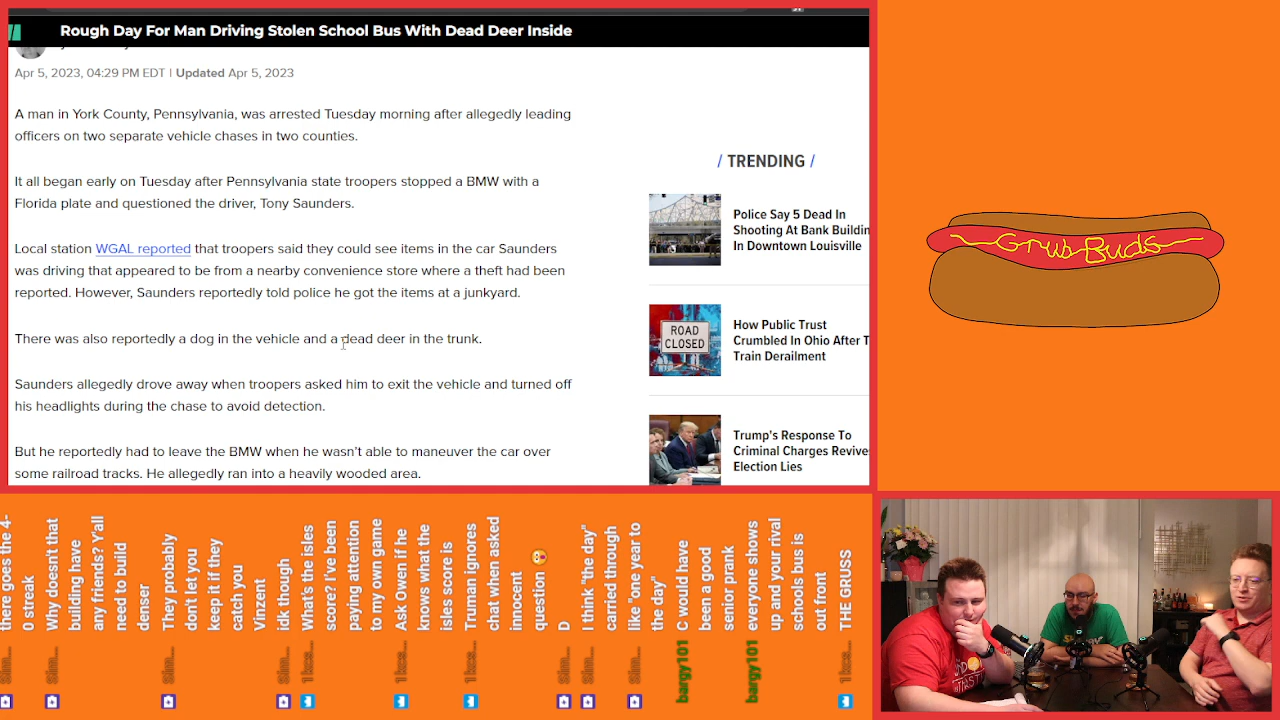 Rough Day For Man Driving Stolen School Bus With Dead Deer Inside
Apr 5, 2023, 04:29 PM EDT | Updated Apr 5, 2023
A man in York County, Pennsylvania, was arrested Tuesday morning after allegedly leading
officers on two separate vehicle chases in two counties.
It all began early on Tuesday after Pennsylvania state troopers stopped a BMW with a
Florida plate and questioned the driver, Tony Saunders.
Local station WGAL reported that troopers said they could see items in the car Saunders
was driving that appeared to be from a nearby convenience store where a theft had been
reported. However, Saunders reportedly told police he got the items at a junkyard.
There was also reportedly a dog in the vehicle and a dead deer in the trunk.
Saunders allegedly drove away when troopers asked him to exit the vehicle and turned off
his headlights during the chase to avoid detection.
But he reportedly had to leave the BMW when he wasn't able to maneuver the car over
some railroad tracks. He allegedly ran into a heavily wooded area.
/ TRENDING /
Police Say 5 Dead In
Shooting At Bank Buildin
In Downtown Louisville
ROAD
CLOSED
How Public Trust
Crumbled In Ohio After T
Train Derailment
Trump's Response To
Criminal Charges Revive
Election Lies
GrubBuds
there goes the 4-
0 streak
Why doesn't that
building have
any friends? Y'all
need to build
denser
They probably
don't let you
keep it if they
catch you
Vinzent
idk though
What's the isles
score? I've been
paying attention
to my own game
Ask Owen if he
knows what the
isles score is
Truman ignores
chat when asked
innocent
question 😮
D
I think "the day"
carried through
like "one year to
the day"
bargy101 C would have
been a good
senior prank
bargy101 everyone shows
up and your rival
schools bus is
out front
THE GRUSS